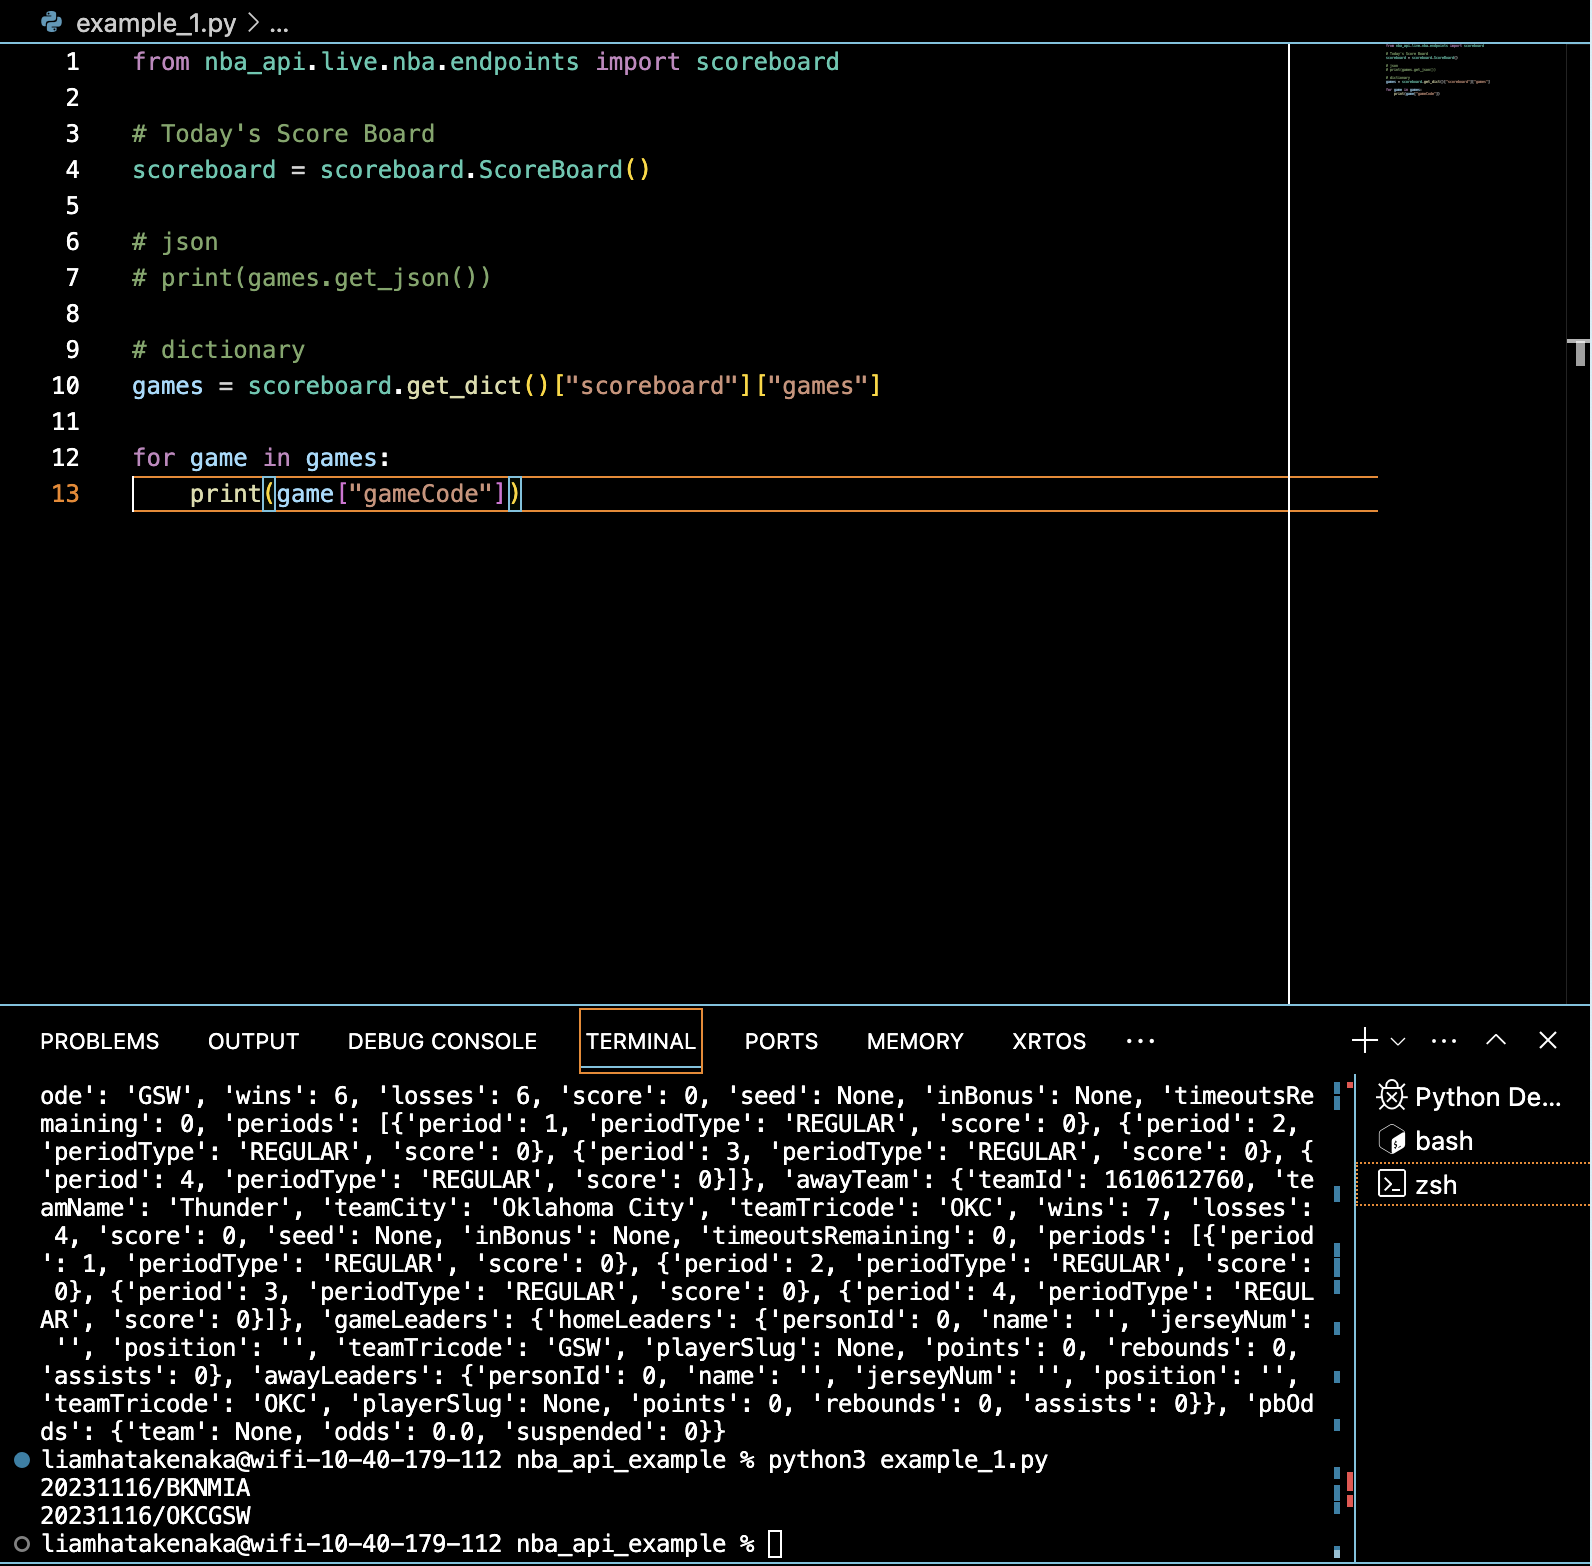 example_1.py > ...
1 from nba_api.live.nba.endpoints import scoreboard
2
3 # Today's Score Board
4 scoreboard = scoreboard.ScoreBoard()
5
6 # json
7 # print(games.get_json())
8
9 # dictionary
10 games = scoreboard.get_dict()["scoreboard"]["games"]
11
12 for game in games:
13     print(game["gameCode"])
PROBLEMS OUTPUT DEBUG CONSOLE TERMINAL PORTS MEMORY XRTOS ...
ode': 'GSW', 'wins': 6, 'losses': 6, 'score': 0, 'seed': None, 'inBonus': None, 'timeoutsRe
maining': 0, 'periods': [{'period': 1, 'periodType': 'REGULAR', 'score': 0}, {'period': 2,
'periodType': 'REGULAR', 'score': 0}, {'period': 3, 'periodType': 'REGULAR', 'score': 0}, {
'period': 4, 'periodType': 'REGULAR', 'score': 0}]}, 'awayTeam': {'teamId': 1610612760, 'te
amName': 'Thunder', 'teamCity': 'Oklahoma City', 'teamTricode': 'OKC', 'wins': 7, 'losses':
 4, 'score': 0, 'seed': None, 'inBonus': None, 'timeoutsRemaining': 0, 'periods': [{'period
': 1, 'periodType': 'REGULAR', 'score': 0}, {'period': 2, 'periodType': 'REGULAR', 'score':
 0}, {'period': 3, 'periodType': 'REGULAR', 'score': 0}, {'period': 4, 'periodType': 'REGUL
AR', 'score': 0}]}, 'gameLeaders': {'homeLeaders': {'personId': 0, 'name': '', 'jerseyNum':
 '', 'position': '', 'teamTricode': 'GSW', 'playerSlug': None, 'points': 0, 'rebounds': 0,
'assists': 0}, 'awayLeaders': {'personId': 0, 'name': '', 'jerseyNum': '', 'position': '',
'teamTricode': 'OKC', 'playerSlug': None, 'points': 0, 'rebounds': 0, 'assists': 0}}, 'pbOd
ds': {'team': None, 'odds': 0.0, 'suspended': 0}}
liamhatakenaka@wifi-10-40-179-112 nba_api_example % python3 example_1.py
20231116/BKNMIA
20231116/OKCGSW
liamhatakenaka@wifi-10-40-179-112 nba_api_example %
Python De...
bash
zsh